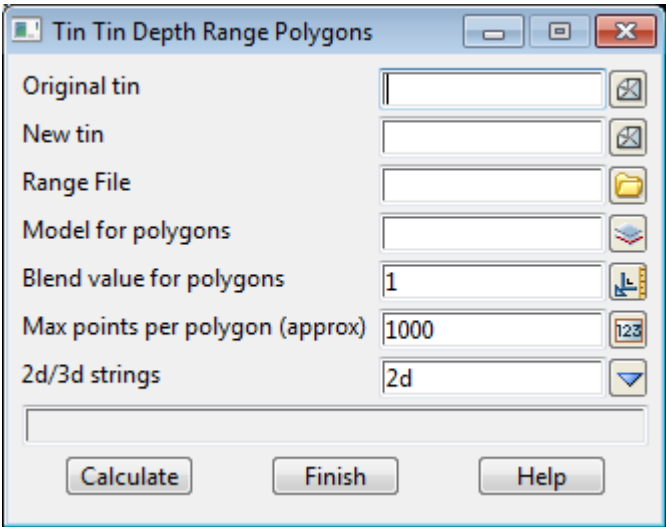 Tin Tin Depth Range Polygons
Original tin
New tin
Range File
Model for polygons
Blend value for polygons 1
Max points per polygon (approx) 1000 123
2d/3d strings 2d
Calculate Finish Help